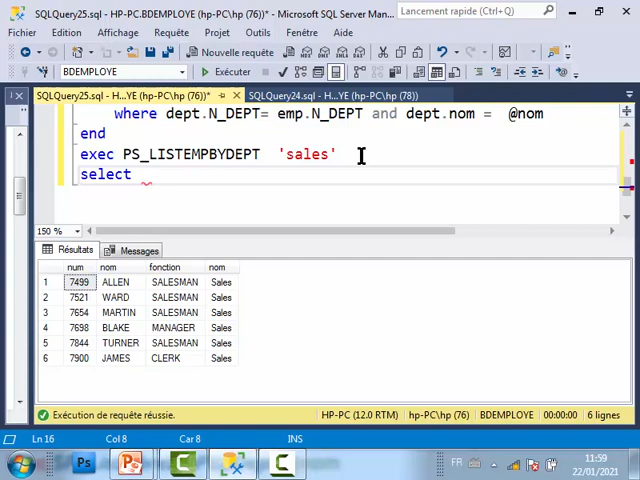 SQLQuery25.sql - HP-PC.BDEMPLOYE (hp-PC\hp (76))* - Microsoft SQL Server Man...
Lancement rapide (Ctrl+Q)
Fichier Edition Affichage Projet Outils Fenêtre Aide
Nouvelle requête
BDEMPLOYE Exécuter
SQLQuery25.sql - H...YE (hp-PC\hp (76))* SQLQuery24.sql - H...YE (hp-PC\hp (78))
where dept.N_DEPT= emp.N_DEPT and dept.nom = @nom
end
exec PS_LISTEMPBYDEPT 'sales'
select
150 %
Résultats Messages
num nom fonction nom
1 7499 ALLEN SALESMAN Sales
2 7521 WARD SALESMAN Sales
3 7654 MARTIN SALESMAN Sales
4 7698 BLAKE MANAGER Sales
5 7844 TURNER SALESMAN Sales
6 7900 JAMES CLERK Sales
Exécution de requête réussie. HP-PC (12.0 RTM) hp-PC\hp (76) BDEMPLOYE 00:00:00 6 lignes
Ln 16 Col 8 Car 8 INS
Ps FR 11:59